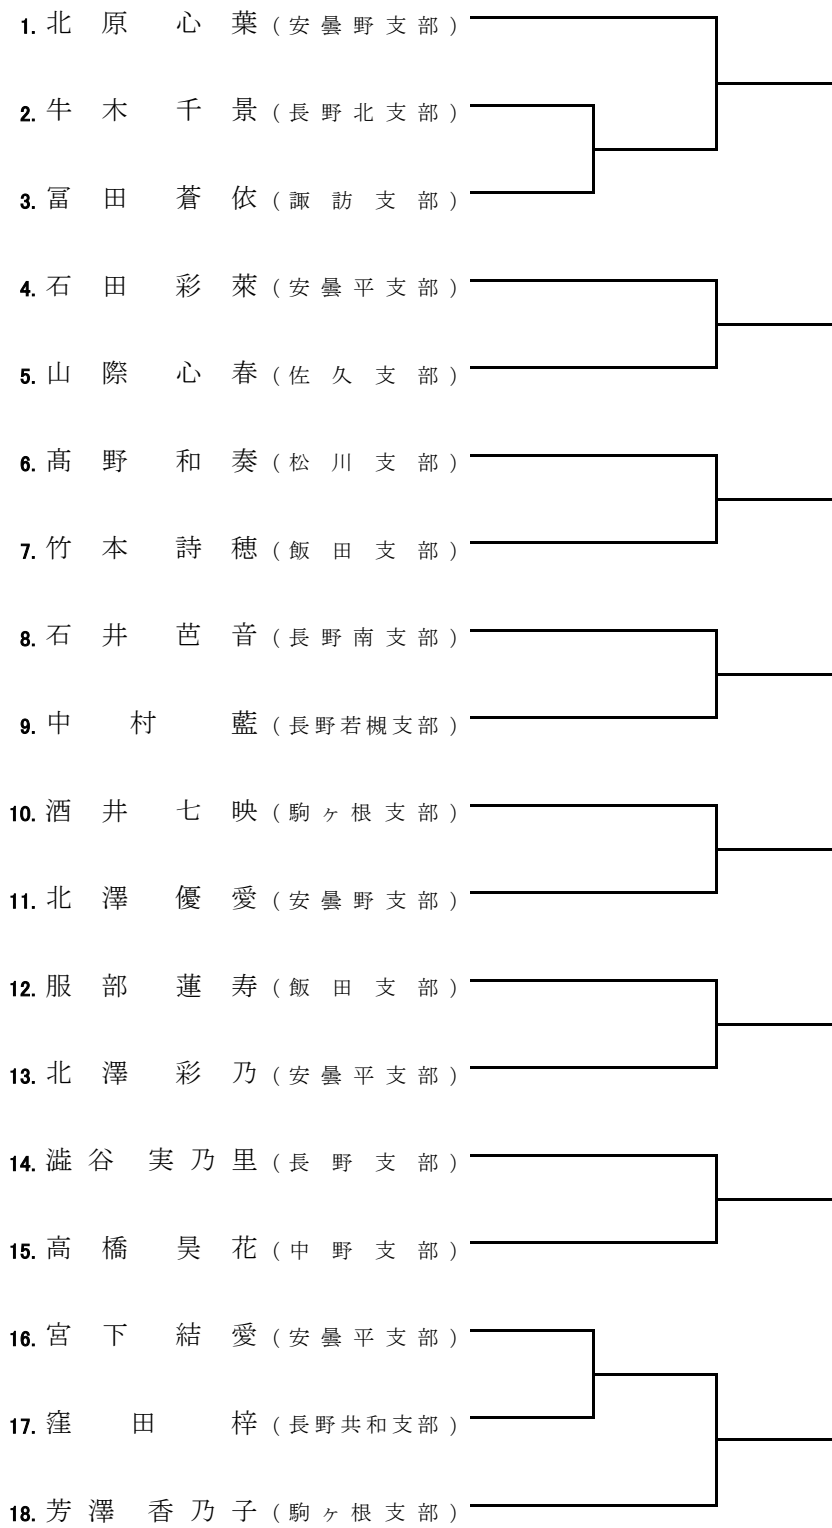 1. 北原 心葉 (安曇野支部)
2. 牛木 千景 (長野北支部)
3. 冨田 蒼依 (諏訪支部)
4. 石田 彩萊 (安曇平支部)
5. 山際 心春 (佐久支部)
6. 髙野 和奏 (松川支部)
7. 竹本 詩穂 (飯田支部)
8. 石井 芭音 (長野南支部)
9. 中村 藍 (長野若槻支部)
10. 酒井 七映 (駒ヶ根支部)
11. 北澤 優愛 (安曇野支部)
12. 服部 蓮寿 (飯田支部)
13. 北澤 彩乃 (安曇平支部)
14. 澁谷 実乃里 (長野支部)
15. 高橋 昊花 (中野支部)
16. 宮下 結愛 (安曇平支部)
17. 窪田 梓 (長野共和支部)
18. 芳澤 香乃子 (駒ヶ根支部)